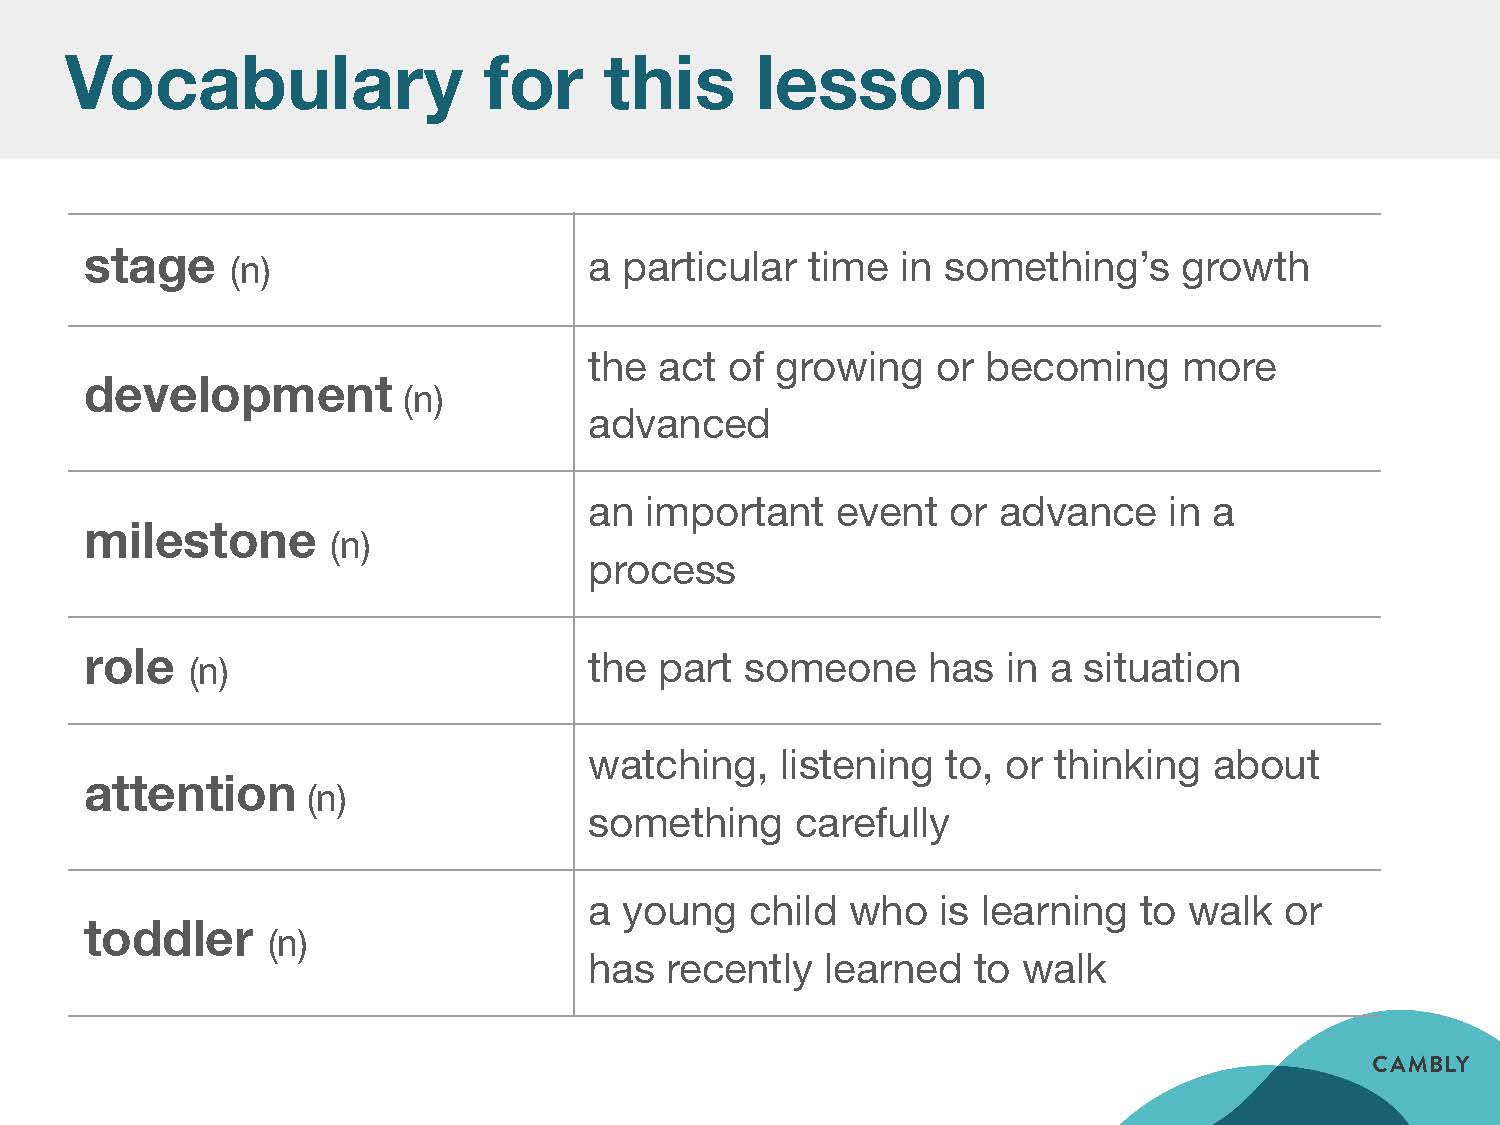 Vocabulary for this lesson
stage (n)
a particular time in something’s growth
development (n)
the act of growing or becoming more
advanced
milestone (n)
an important event or advance in a
process
role (n)
the part someone has in a situation
attention (n)
watching, listening to, or thinking about
something carefully
toddler (n)
a young child who is learning to walk or
has recently learned to walk
CAMBLY